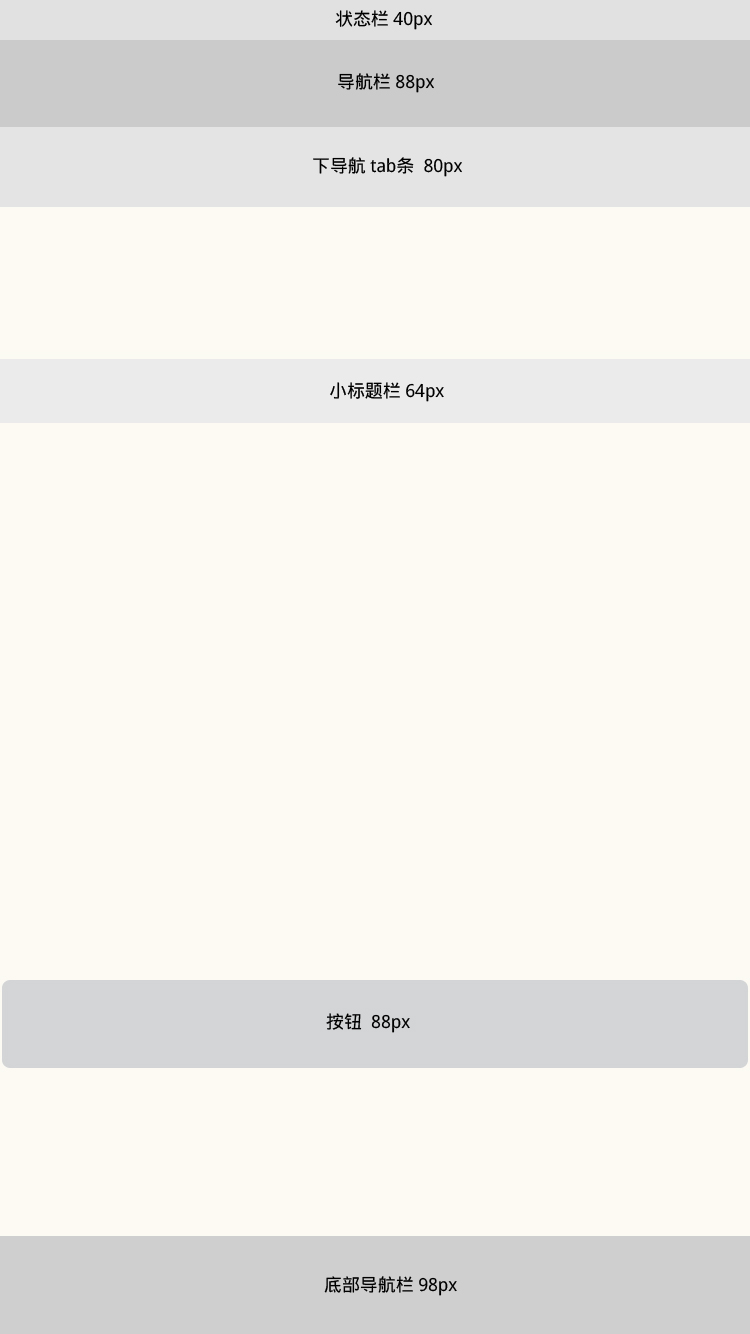 状态栏 40px
导航栏 88px
下导航 tab条 80px
小标题栏 64px
按钮 88px
底部导航栏 98px